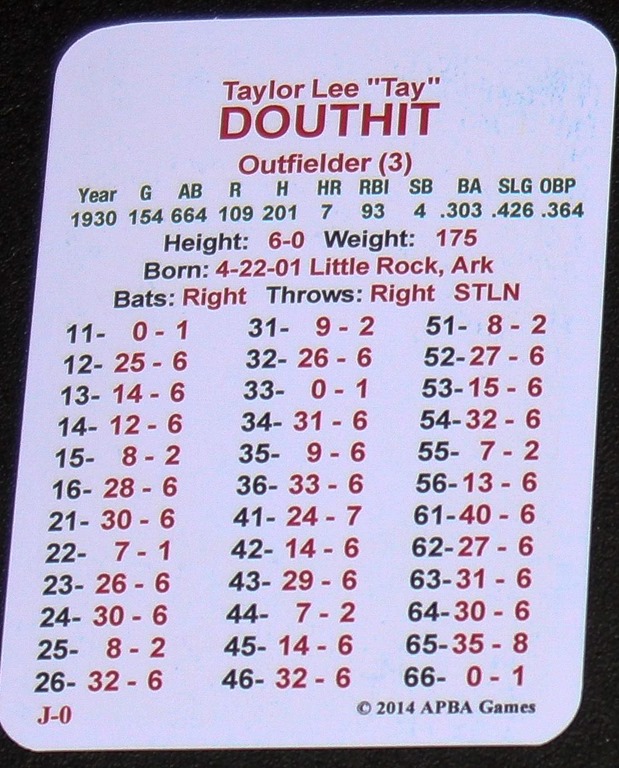 Taylor Lee "Tay"
DOUTHIT
Outfielder (3)
Year G AB R H HR RBI SB BA SLG OBP
1930 154 664 109 201 7 93 4 .303 .426 .364
Height: 6-0 Weight: 175
Born: 4-22-01 Little Rock, Ark
Bats: Right Throws: Right STLN
11- 0 - 1 31- 9 - 2 51- 8 - 2
12- 25 - 6 32- 26 - 6 52- 27 - 6
13- 14 - 6 33- 0 - 1 53- 15 - 6
14- 12 - 6 34- 31 - 6 54- 32 - 6
15- 8 - 2 35- 9 - 6 55- 7 - 2
16- 28 - 6 36- 33 - 6 56- 13 - 6
21- 30 - 6 41- 24 - 7 61- 40 - 6
22- 7 - 1 42- 14 - 6 62- 27 - 6
23- 26 - 6 43- 29 - 6 63- 31 - 6
24- 30 - 6 44- 7 - 2 64- 30 - 6
25- 8 - 2 45- 14 - 6 65- 35 - 8
26- 32 - 6 46- 32 - 6 66- 0 - 1
J-0 © 2014 APBA Games